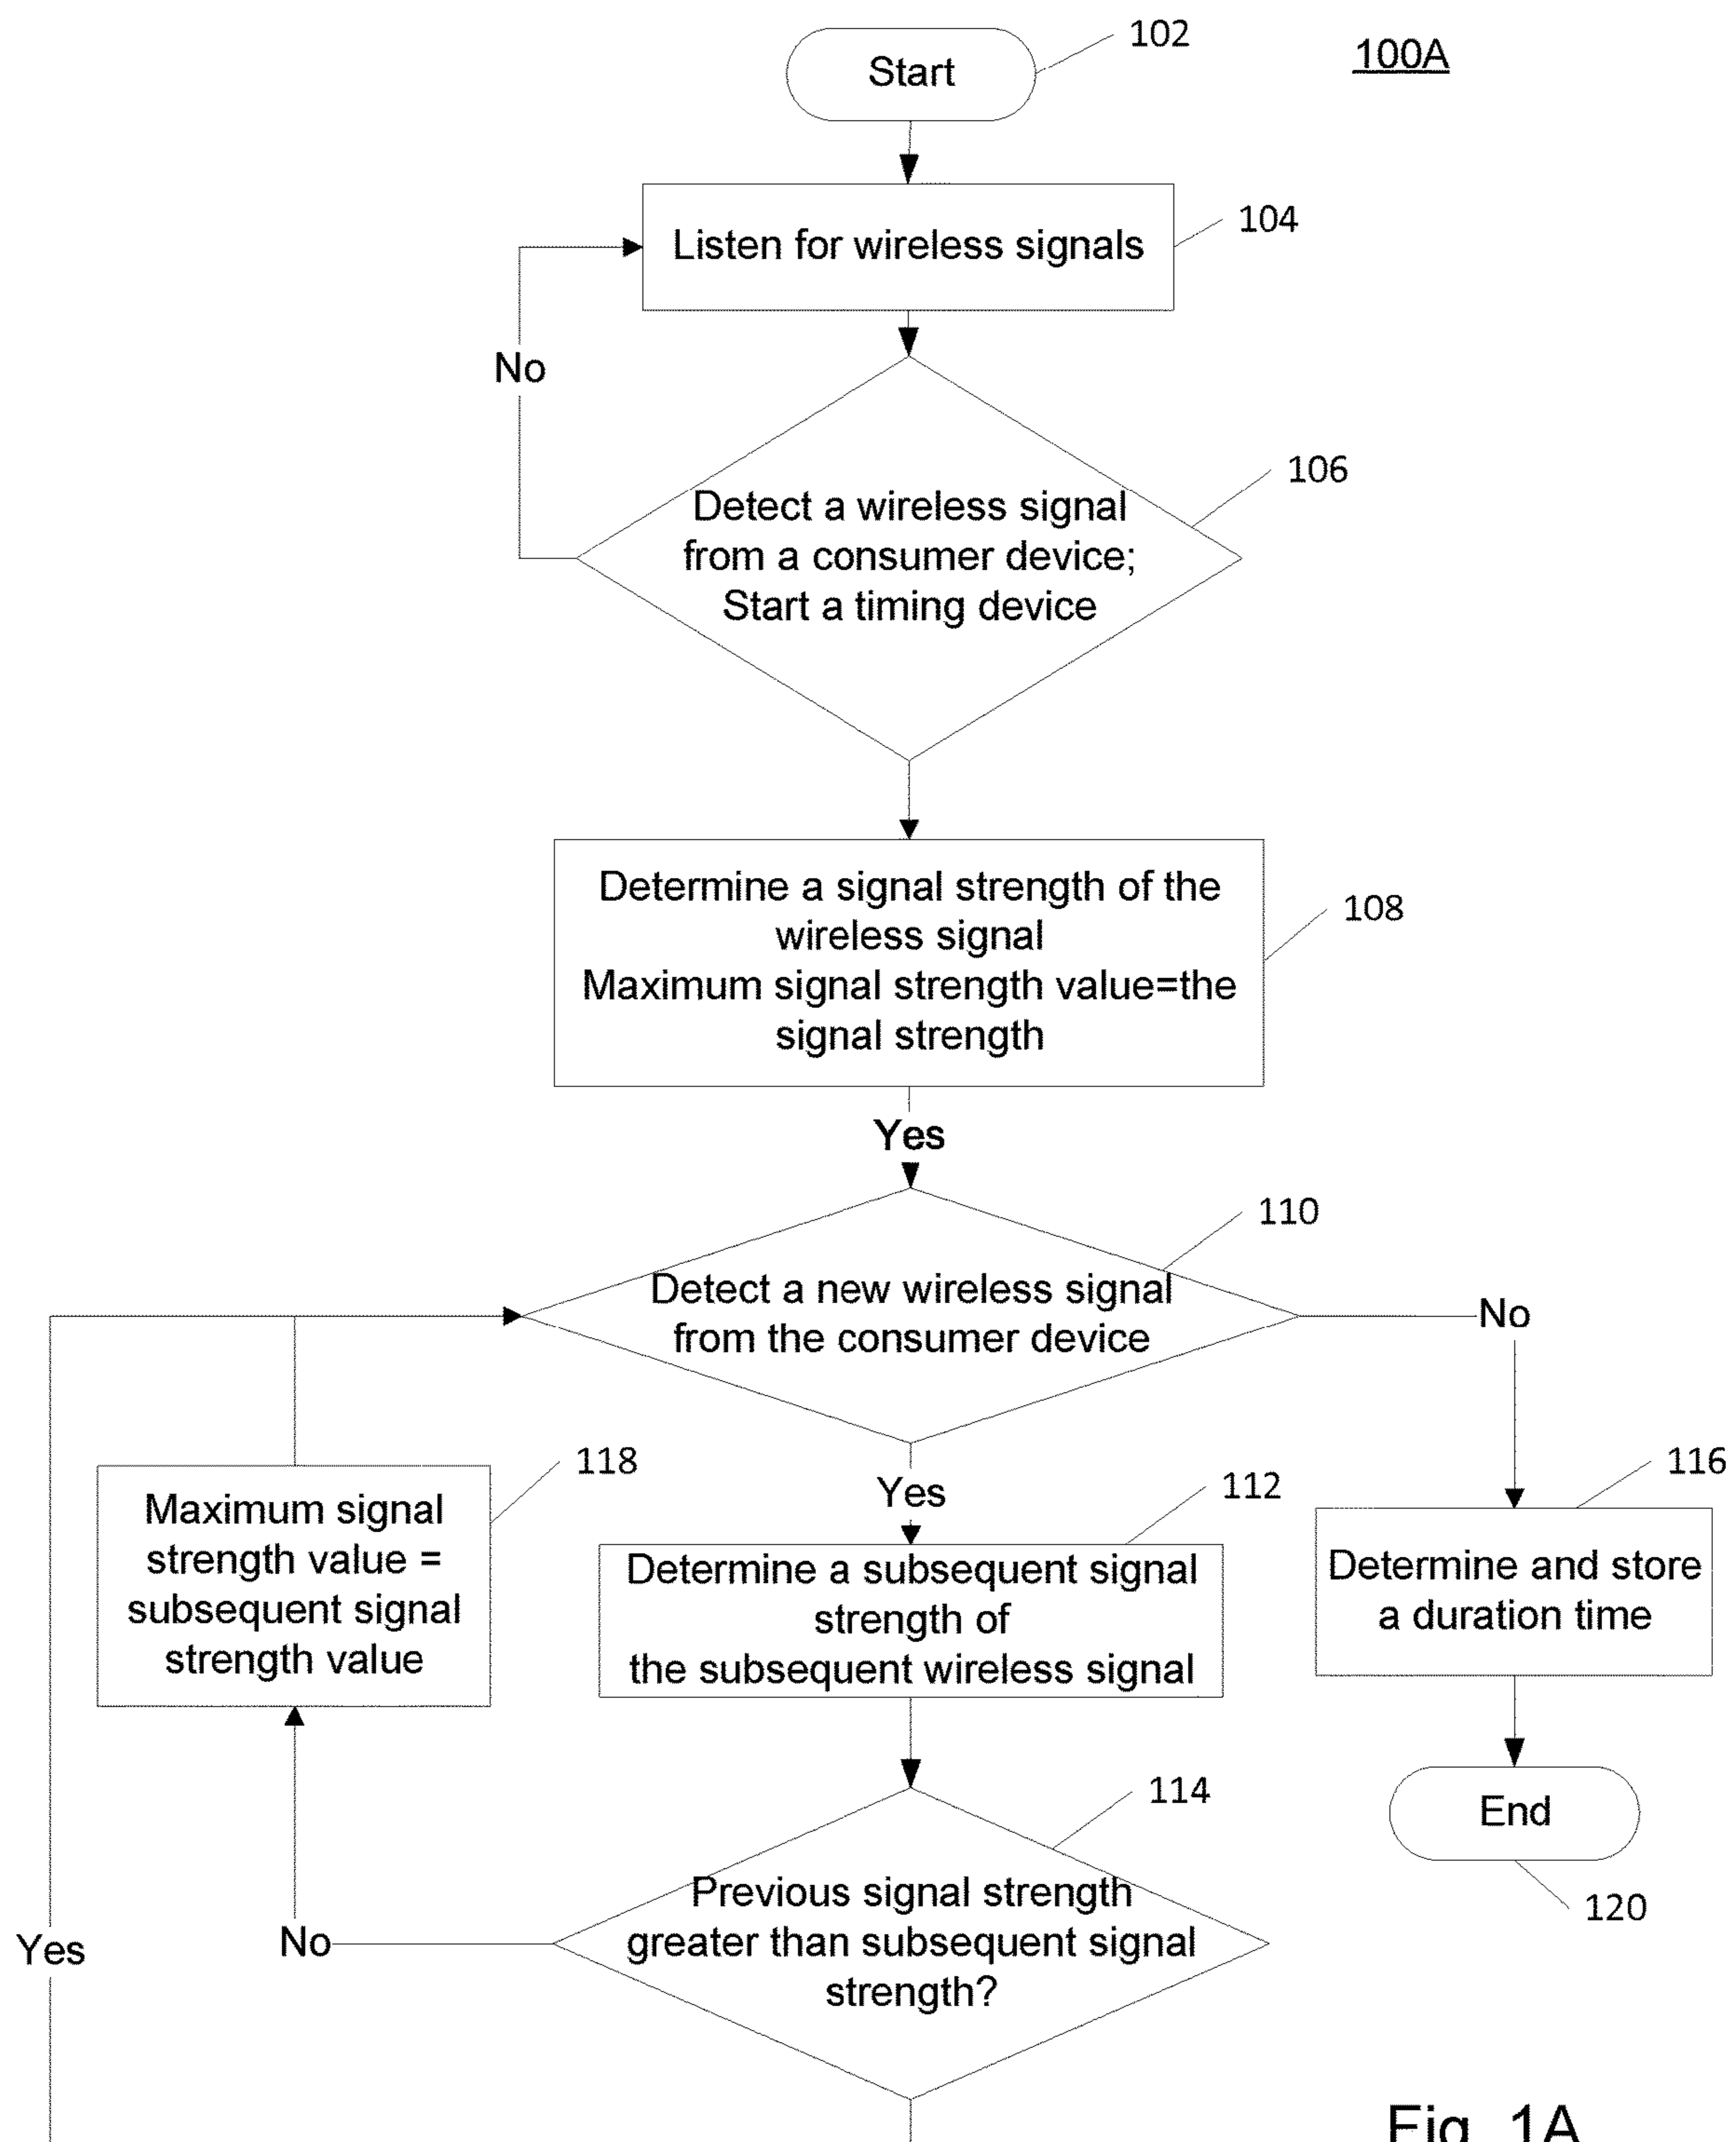 102
100A
Start
104
Listen for wireless signals
No
106
Detect a wireless signal
from a consumer device;
Start a timing device
108
Determine a signal strength of the
wireless signal
Maximum signal strength value=the
signal strength
Yes
110
Detect a new wireless signal
from the consumer device
No
118
Maximum signal
strength value =
subsequent signal
strength value
Yes
112
Determine a subsequent signal
strength of
the subsequent wireless signal
116
Determine and store
a duration time
114
Previous signal strength
greater than subsequent signal
strength?
End
120
No
Yes
Fig. 1A